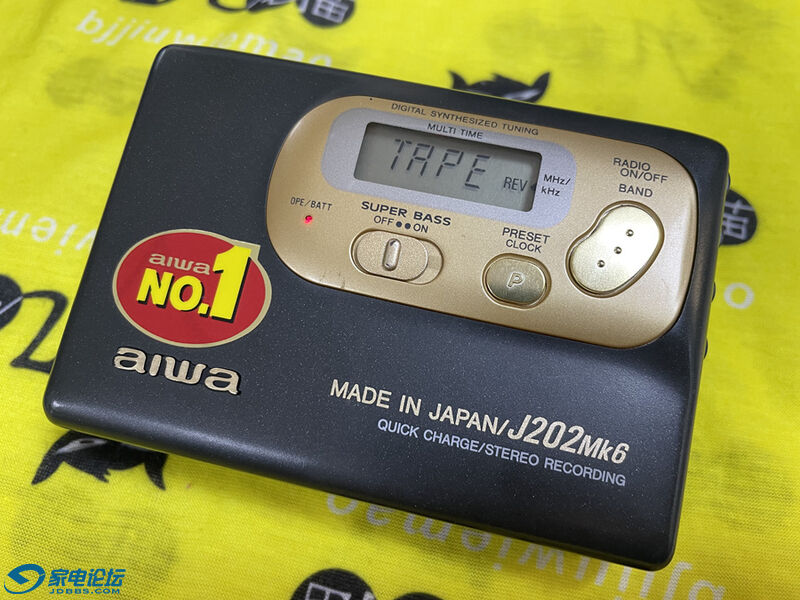 bjjiuwumao
DIGITAL SYNTHESIZED TUNING
MULTI TIME
TAPE
REV
MHz/
kHz
RADIO
ON/OFF
BAND
OPE/BATT
SUPER BASS
OFF ●● ON
PRESET
CLOCK
P
aiwa
NO.1
aiwa
MADE IN JAPAN/J202Mk6
QUICK CHARGE/STEREO RECORDING
家电论坛
JDBBS.COM